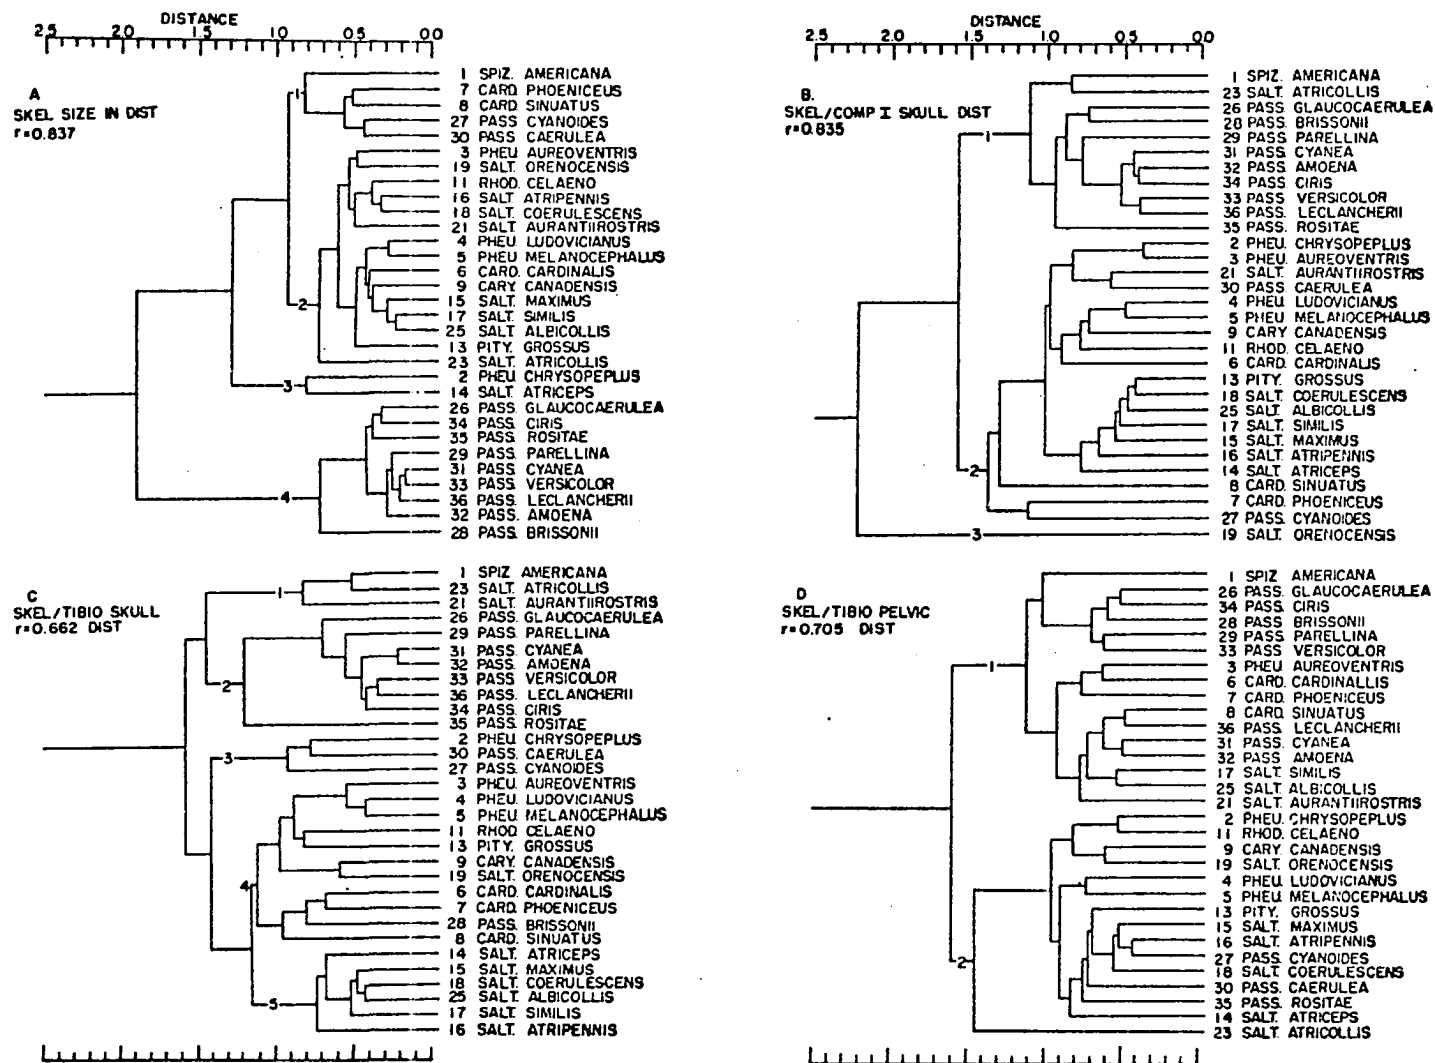 DISTANCE
2.5 2.0 1.5 1.0 0.5 0.0
A
SKEL SIZE IN DIST
r=0.837
1
2
3
4
1 SPIZ. AMERICANA
7 CARD. PHOENICEUS
8 CARD SINUATUS
27 PASS CYANOIDES
30 PASS CAERULEA
3 PHEU. AUREOVENTRIS
19 SALT. ORENOCENSIS
11 RHOD. CELAENO
16 SALT ATRIPENNIS
18 SALT. COERULESCENS
21 SALT. AURANTIIROSTRIS
4 PHEU. LUDOVICIANUS
5 PHEU MELANOCEPHALUS
6 CARD. CARDINALIS
9 CARY. CANADENSIS
15 SALT. MAXIMUS
17 SALT. SIMILIS
25 SALT ALBICOLLIS
13 PITY. GROSSUS
23 SALT. ATRICOLLIS
2 PHEU. CHRYSOPEPLUS
14 SALT. ATRICEPS
26 PASS. GLAUCOCAERULEA
34 PASS. CIRIS
35 PASS. ROSITAE
29 PASS. PARELLINA
31 PASS. CYANEA
33 PASS. VERSICOLOR
36 PASS. LECLANCHERII
32 PASS. AMOENA
28 PASS. BRISSONII
DISTANCE
2.5 2.0 1.5 1.0 0.5 0.0
B.
SKEL/COMP I SKULL DIST
r=0.835
1
2
3
1 SPIZ. AMERICANA
23 SALT. ATRICOLLIS
26 PASS. GLAUCOCAERULEA
28 PASS. BRISSONII
29 PASS. PARELLINA
31 PASS. CYANEA
32 PASS. AMOENA
34 PASS. CIRIS
33 PASS. VERSICOLOR
36 PASS. LECLANCHERII
35 PASS. ROSITAE
2 PHEU. CHRYSOPEPLUS
3 PHEU. AUREOVENTRIS
21 SALT. AURANTIIROSTRIS
30 PASS. CAERULEA
4 PHEU. LUDOVICIANUS
5 PHEU MELANOCEPHALUS
9 CARY CANADENSIS
11 RHOD. CELAENO
6 CARD. CARDINALIS
13 PITY. GROSSUS
18 SALT. COERULESCENS
25 SALT. ALBICOLLIS
17 SALT. SIMILIS
15 SALT. MAXIMUS
16 SALT. ATRIPENNIS
14 SALT. ATRICEPS
8 CARD. SINUATUS
7 CARD. PHOENICEUS
27 PASS. CYANOIDES
19 SALT. ORENOCENSIS
C
SKEL/TIBIO SKULL
r=0.662 DIST
1
2
3
4
5
1 SPIZ AMERICANA
23 SALT. ATRICOLLIS
21 SALT. AURANTIIROSTRIS
26 PASS. GLAUCOCAERULEA
29 PASS. PARELLINA
31 PASS. CYANEA
32 PASS. AMOENA
33 PASS. VERSICOLOR
36 PASS. LECLANCHERII
34 PASS. CIRIS
35 PASS. ROSITAE
2 PHEU. CHRYSOPEPLUS
30 PASS. CAERULEA
27 PASS. CYANOIDES
3 PHEU. AUREOVENTRIS
4 PHEU. LUDOVICIANUS
5 PHEU. MELANOCEPHALUS
11 RHOD. CELAENO
13 PITY. GROSSUS
9 CARY. CANADENSIS
19 SALT. ORENOCENSIS
6 CARD. CARDINALIS
7 CARD. PHOENICEUS
28 PASS. BRISSONII
8 CARD. SINUATUS
14 SALT. ATRICEPS
15 SALT. MAXIMUS
18 SALT. COERULESCENS
25 SALT. ALBICOLLIS
17 SALT. SIMILIS
16 SALT. ATRIPENNIS
D
SKEL/TIBIO PELVIC
r=0.705 DIST
1
2
1 SPIZ AMERICANA
26 PASS. GLAUCOCAERULEA
34 PASS. CIRIS
28 PASS BRISSONII
29 PASS. PARELLINA
33 PASS VERSICOLOR
3 PHEU. AUREOVENTRIS
6 CARD. CARDINALLIS
7 CARD. PHOENICEUS
8 CARD. SINUATUS
36 PASS. LECLANCHERII
31 PASS. CYANEA
32 PASS. AMOENA
17 SALT. SIMILIS
25 SALT. ALBICOLLIS
21 SALT. AURANTIIROSTRIS
2 PHEU. CHRYSOPEPLUS
11 RHOD. CELAENO
9 CARY. CANADENSIS
19 SALT. ORENOCENSIS
4 PHEU. LUDOVICIANUS
5 PHEU. MELANOCEPHALUS
13 PITY. GROSSUS
15 SALT. MAXIMUS
16 SALT. ATRIPENNIS
27 PASS. CYANOIDES
18 SALT. COERULESCENS
30 PASS. CAERULEA
35 PASS. ROSITAE
14 SALT. ATRICEPS
23 SALT. ATRICOLLIS